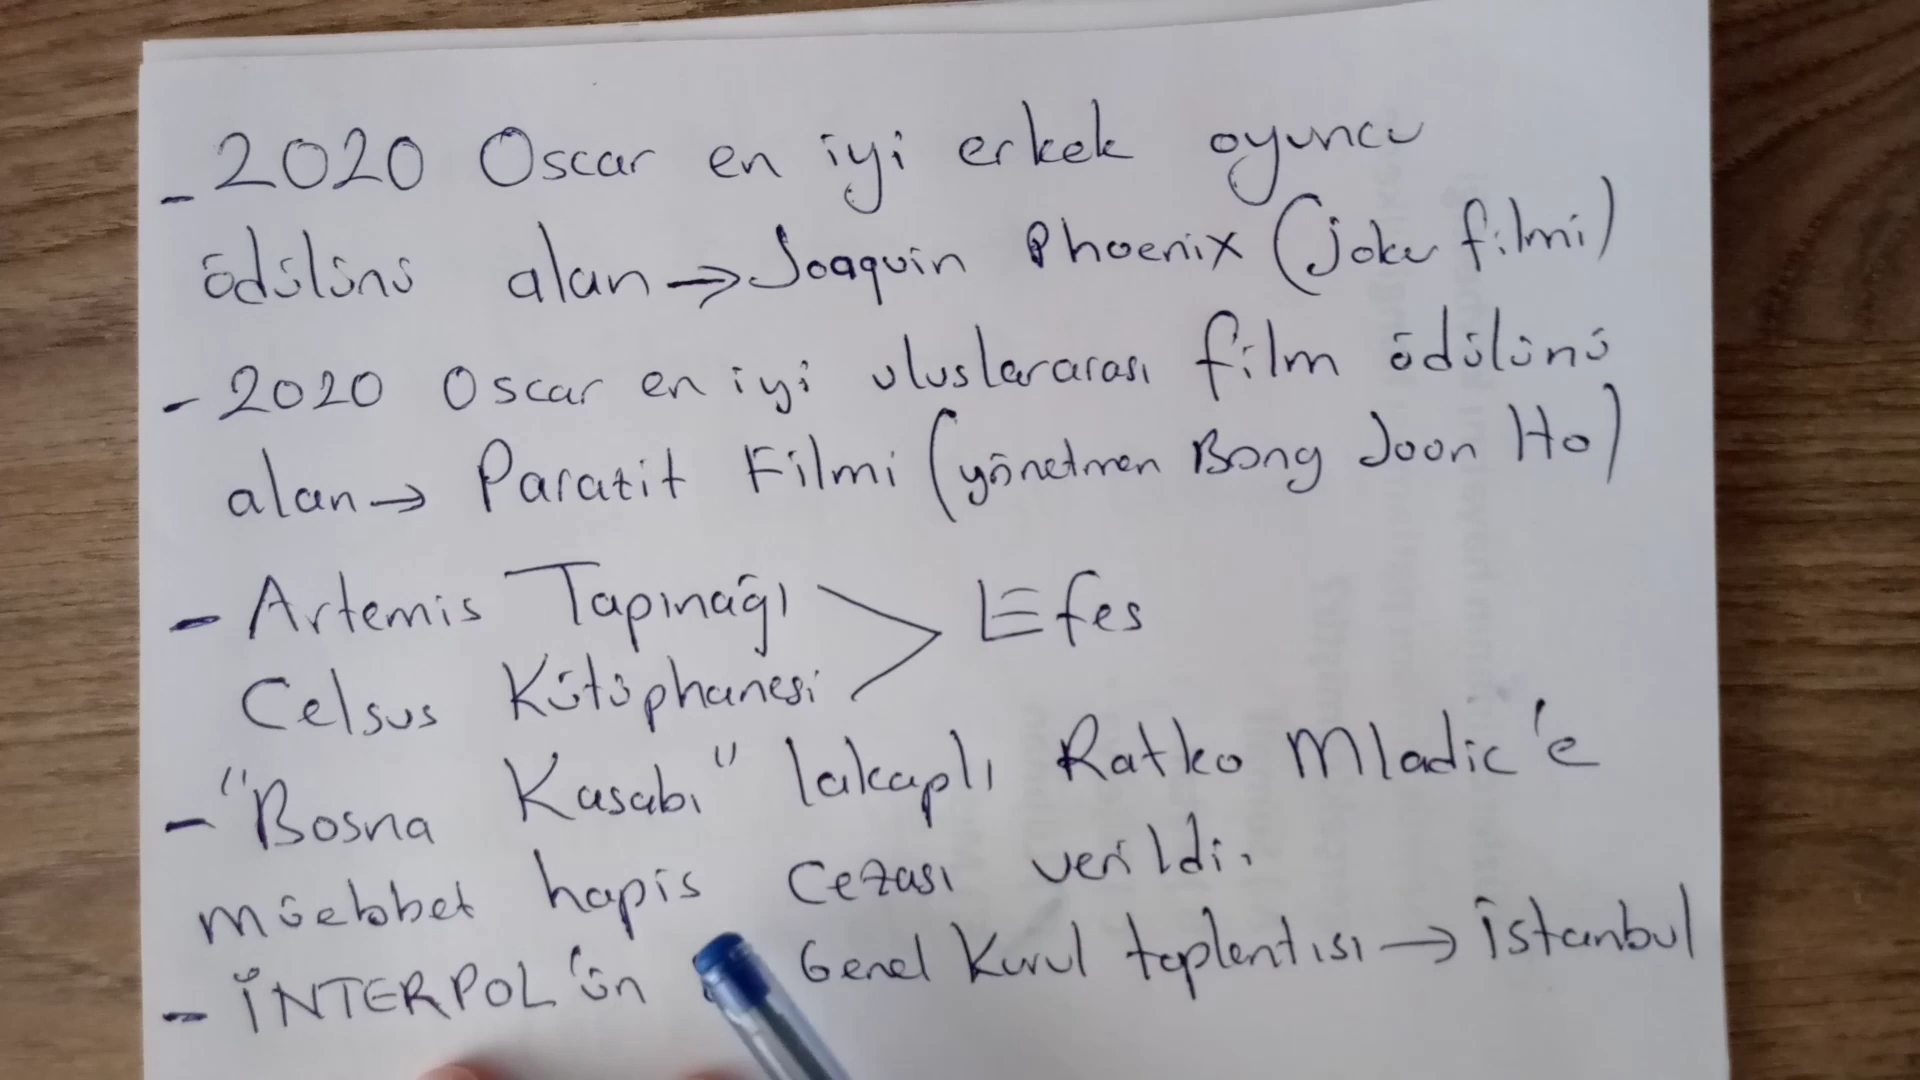 - 2020 Oscar en iyi erkek oyuncu
ödülünü alan → Joaquin Phoenix (joker filmi)
- 2020 Oscar en iyi uluslararası film ödülünü
alan → Parazit Filmi (yönetmen Bong Joon Ho)
- Artemis Tapınağı
Celsus Kütüphanesi > Efes
- "Bosna Kasabı" lakaplı Ratko Mladic'e
müebbet hapis cezası verildi.
- İNTERPOL'ün Genel Kurul toplantısı → İstanbul